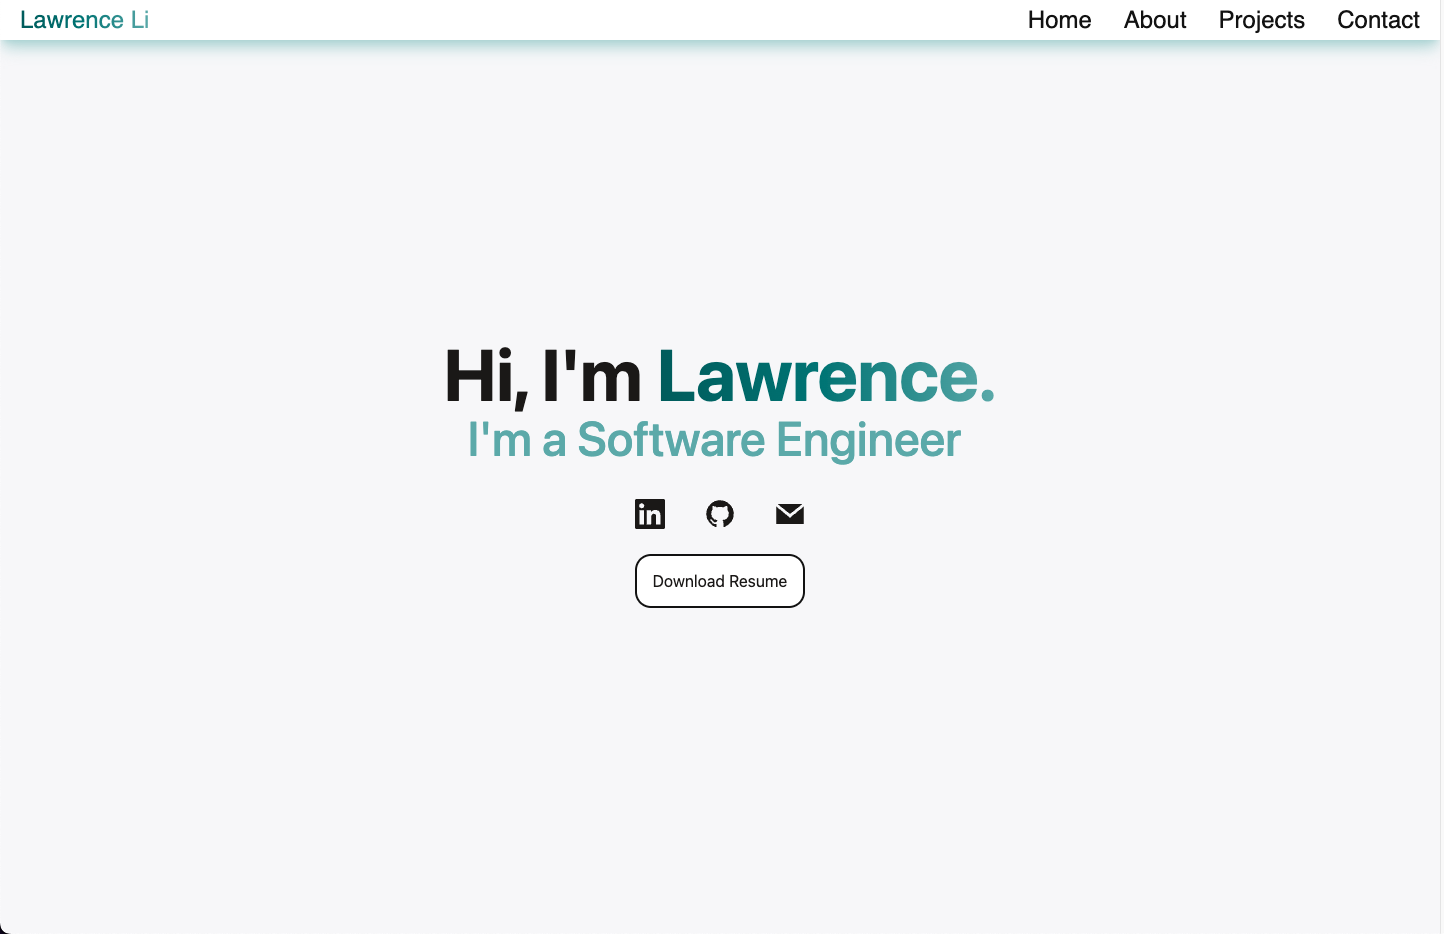 Lawrence Li
Home About Projects Contact
Hi, I'm Lawrence.
I'm a Software Engineer
in
Download Resume